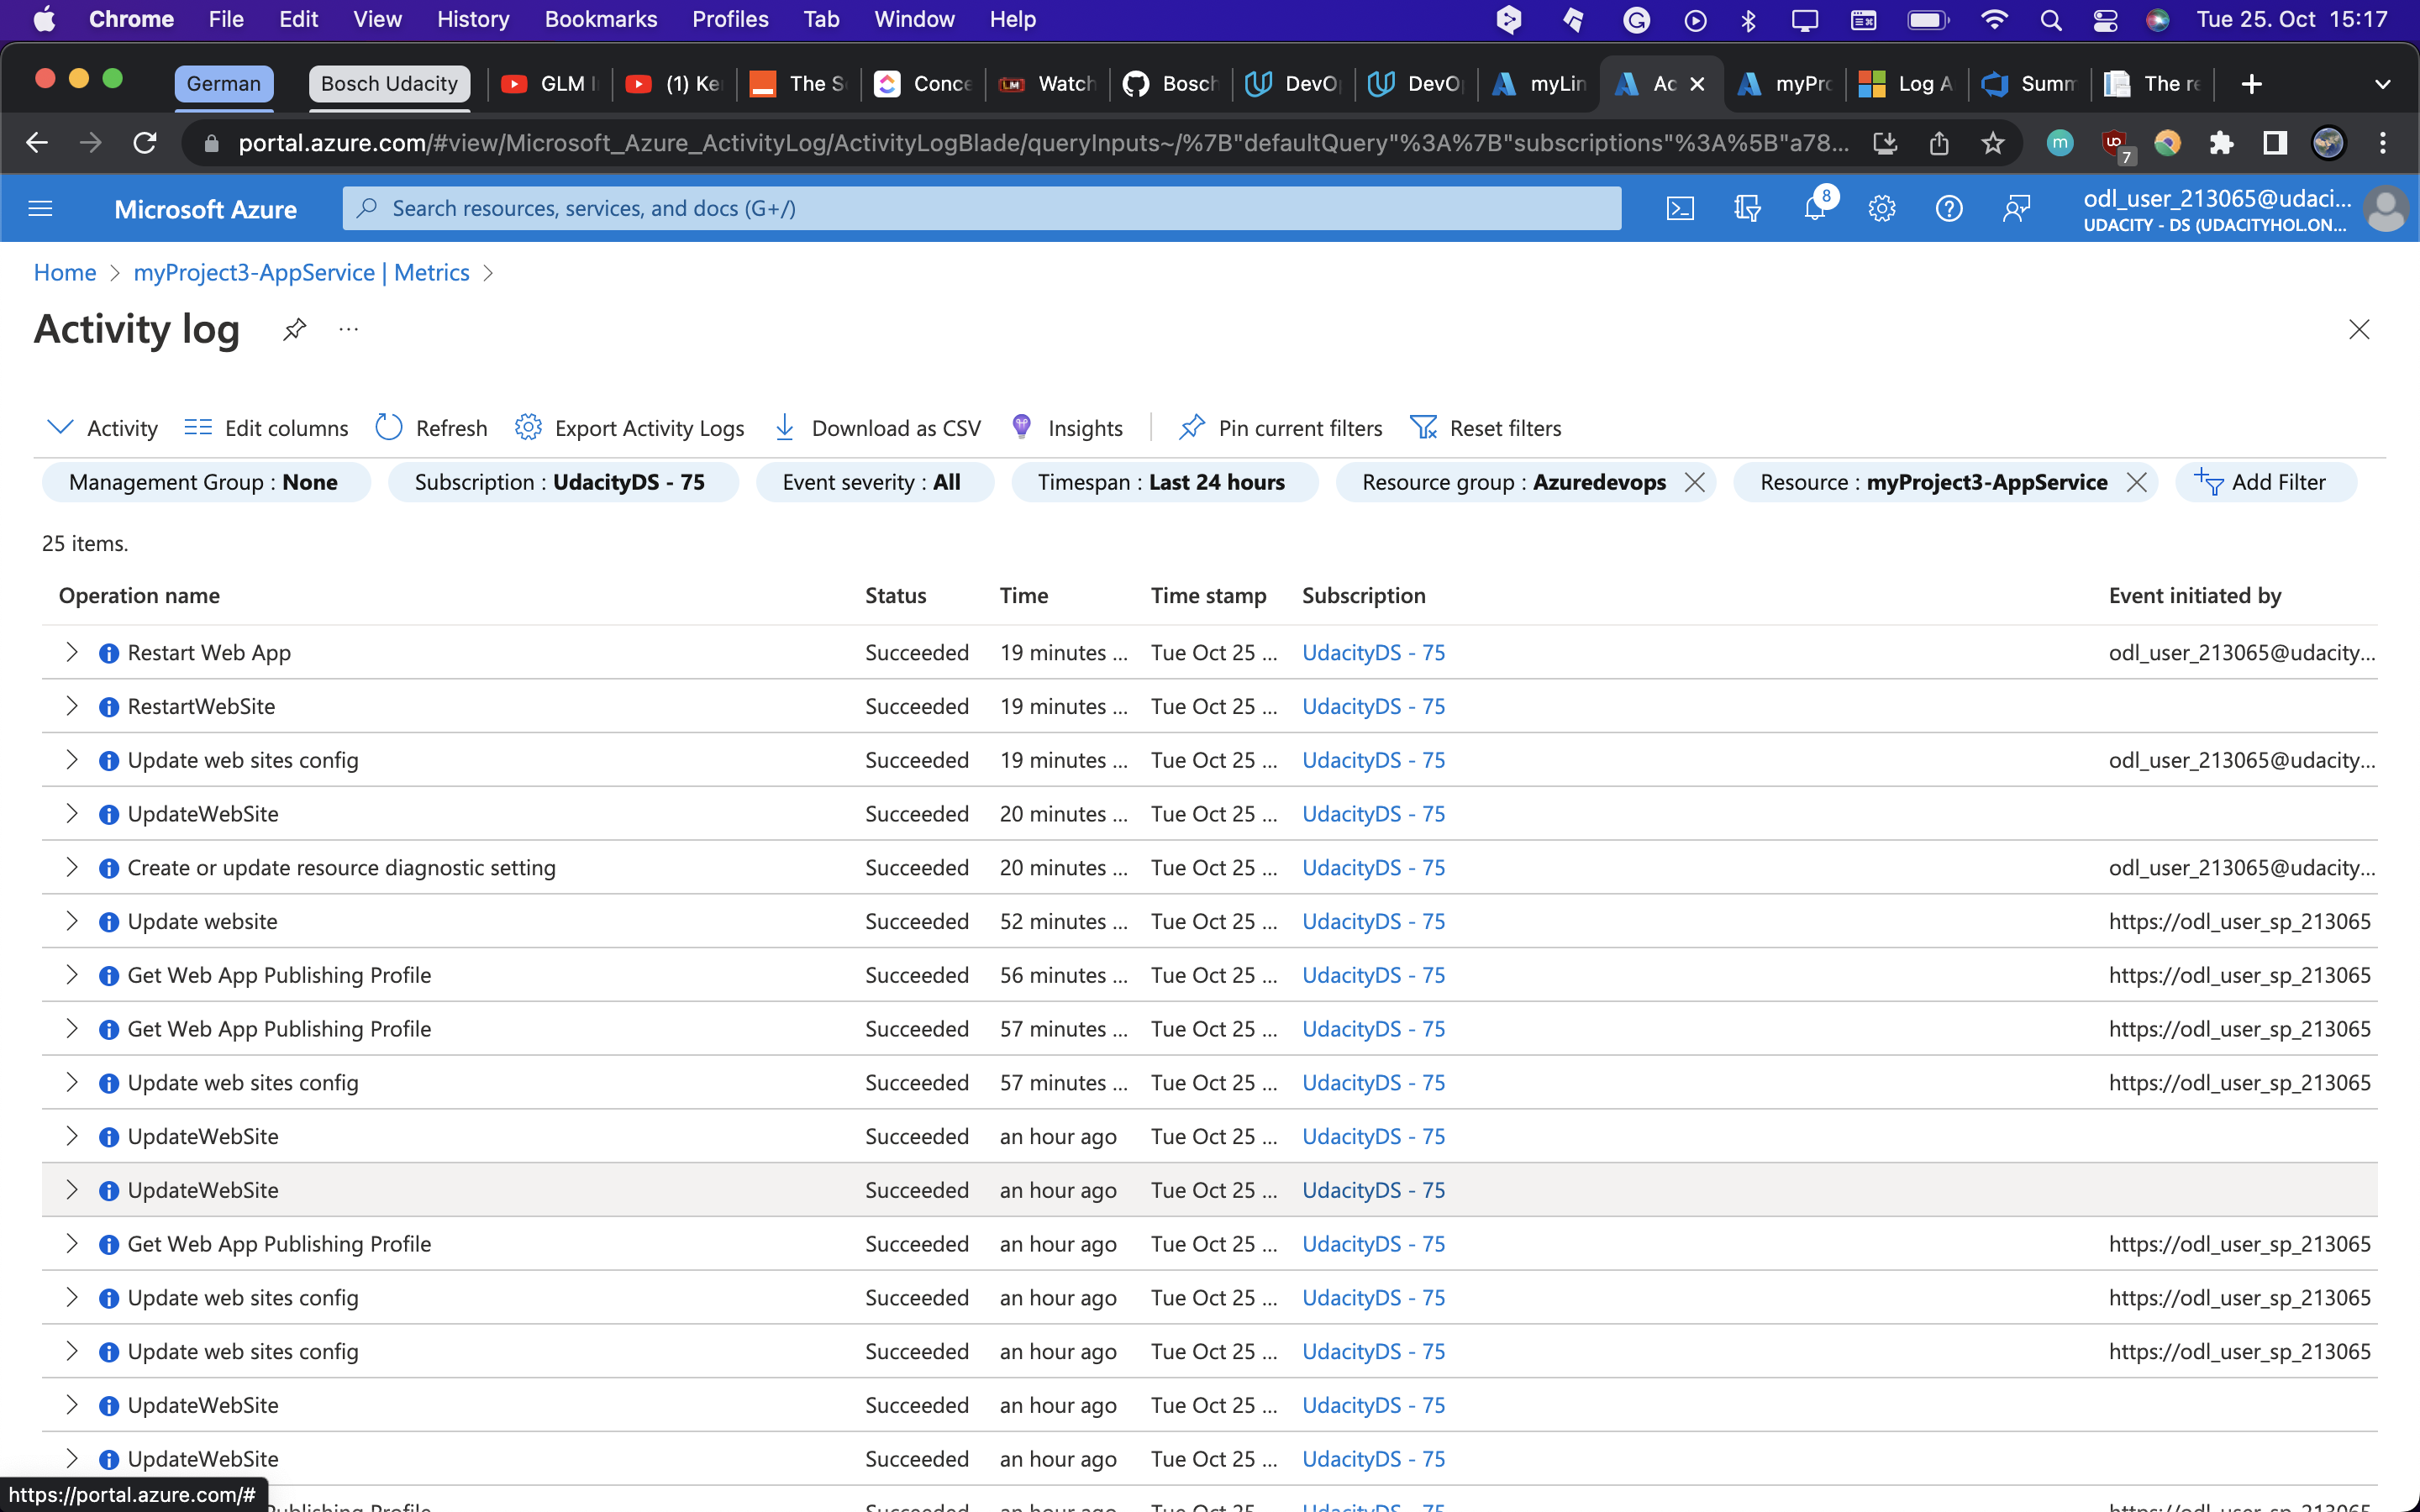 Chrome File Edit View History Bookmarks Profiles Tab Window Help Tue 25. Oct 15:17
German Bosch Udacity GLM (1) The S Conce Watch Bosch DevO DevO myLin Ac myPro Log A Summ The re
portal.azure.com/#view/Microsoft_Azure_ActivityLog/ActivityLogBlade/queryInputs~/%7B"defaultQuery"%3A%7B"subscriptions"%3A%5B"a78... m 7
Microsoft Azure Search resources, services, and docs (G+/) 8 odl_user_213065@udaci...
UDACITY - DS (UDACITYHOL.ON...
Home > myProject3-AppService | Metrics >
Activity log ...
Activity Edit columns Refresh Export Activity Logs Download as CSV Insights Pin current filters Reset filters
Management Group : None Subscription : UdacityDS - 75 Event severity : All Timespan : Last 24 hours Resource group : Azuredevops Resource : myProject3-AppService Add Filter
25 items.
Operation name Status Time Time stamp Subscription Event initiated by
Restart Web App Succeeded 19 minutes ... Tue Oct 25 ... UdacityDS - 75 odl_user_213065@udacity...
RestartWebSite Succeeded 19 minutes ... Tue Oct 25 ... UdacityDS - 75
Update web sites config Succeeded 19 minutes ... Tue Oct 25 ... UdacityDS - 75 odl_user_213065@udacity...
UpdateWebSite Succeeded 20 minutes ... Tue Oct 25 ... UdacityDS - 75
Create or update resource diagnostic setting Succeeded 20 minutes ... Tue Oct 25 ... UdacityDS - 75 odl_user_213065@udacity...
Update website Succeeded 52 minutes ... Tue Oct 25 ... UdacityDS - 75 https://odl_user_sp_213065
Get Web App Publishing Profile Succeeded 56 minutes ... Tue Oct 25 ... UdacityDS - 75 https://odl_user_sp_213065
Get Web App Publishing Profile Succeeded 57 minutes ... Tue Oct 25 ... UdacityDS - 75 https://odl_user_sp_213065
Update web sites config Succeeded 57 minutes ... Tue Oct 25 ... UdacityDS - 75 https://odl_user_sp_213065
UpdateWebSite Succeeded an hour ago Tue Oct 25 ... UdacityDS - 75
UpdateWebSite Succeeded an hour ago Tue Oct 25 ... UdacityDS - 75
Get Web App Publishing Profile Succeeded an hour ago Tue Oct 25 ... UdacityDS - 75 https://odl_user_sp_213065
Update web sites config Succeeded an hour ago Tue Oct 25 ... UdacityDS - 75 https://odl_user_sp_213065
Update web sites config Succeeded an hour ago Tue Oct 25 ... UdacityDS - 75 https://odl_user_sp_213065
UpdateWebSite Succeeded an hour ago Tue Oct 25 ... UdacityDS - 75
UpdateWebSite Succeeded an hour ago Tue Oct 25 ... UdacityDS - 75
https://portal.azure.com/#